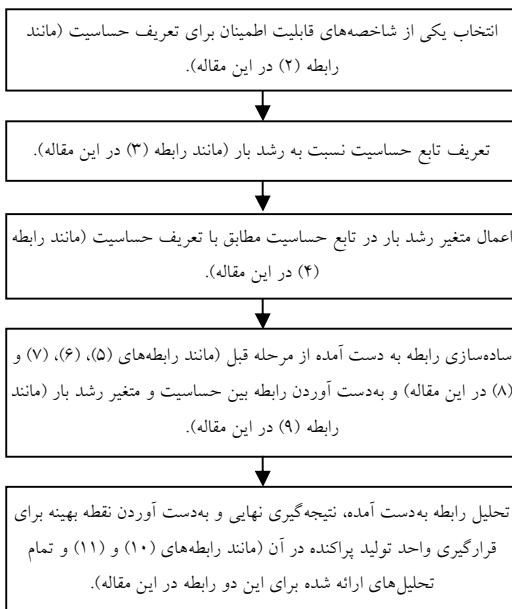 انتخاب یکی از شاخصه‌های قابلیت اطمینان برای تعریف حساسیت (مانند
رابطه (۲) در این مقاله).
تعریف تابع حساسیت نسبت به رشد بار (مانند رابطه (۳) در این مقاله).
اعمال متغیر رشد بار در تابع حساسیت مطابق با تعریف حساسیت (مانند رابطه
(۴) در این مقاله).
ساده‌سازی رابطه به دست آمده از مرحله قبل (مانند رابطه‌های (۵)، (۶)، (۷) و
(۸) در این مقاله) و به‌دست آوردن رابطه بین حساسیت و متغیر رشد بار (مانند
رابطه (۹) در این مقاله).
تحلیل رابطه به‌دست آمده، نتیجه‌گیری نهایی و به‌دست آوردن نقطه بهینه برای
قرارگیری واحد تولید پراکنده در آن (مانند رابطه‌های (۱۰) و (۱۱) و تمام
تحلیل‌های ارائه شده برای این دو رابطه در این مقاله).